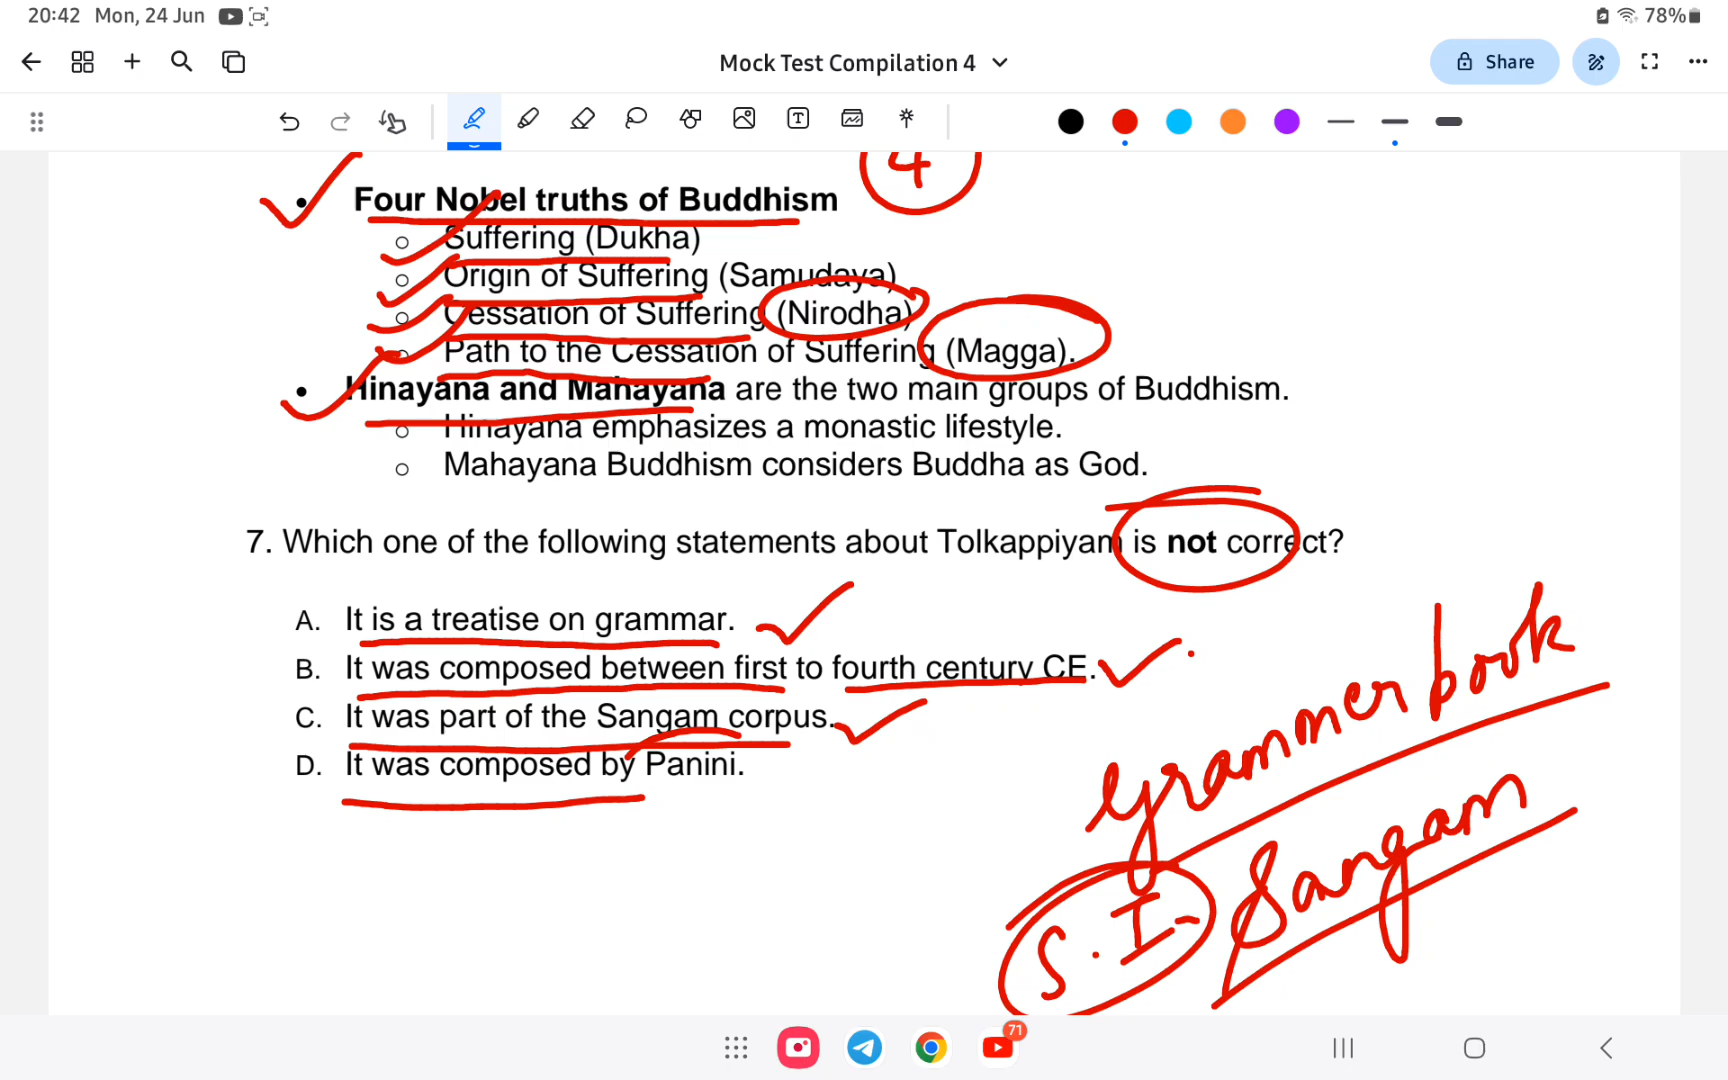 20:42 Mon, 24 Jun 78%
Mock Test Compilation 4
Share
4
• Four Nobel truths of Buddhism
o Suffering (Dukha)
o Origin of Suffering (Samudaya)
o Cessation of Suffering (Nirodha)
o Path to the Cessation of Suffering (Magga).
• Hinayana and Mahayana are the two main groups of Buddhism.
o Hinayana emphasizes a monastic lifestyle.
o Mahayana Buddhism considers Buddha as God.
7. Which one of the following statements about Tolkappiyam is not correct?
A. It is a treatise on grammar.
B. It was composed between first to fourth century CE.
C. It was part of the Sangam corpus.
D. It was composed by Panini.
Grammer book
S.I- Sangam
71